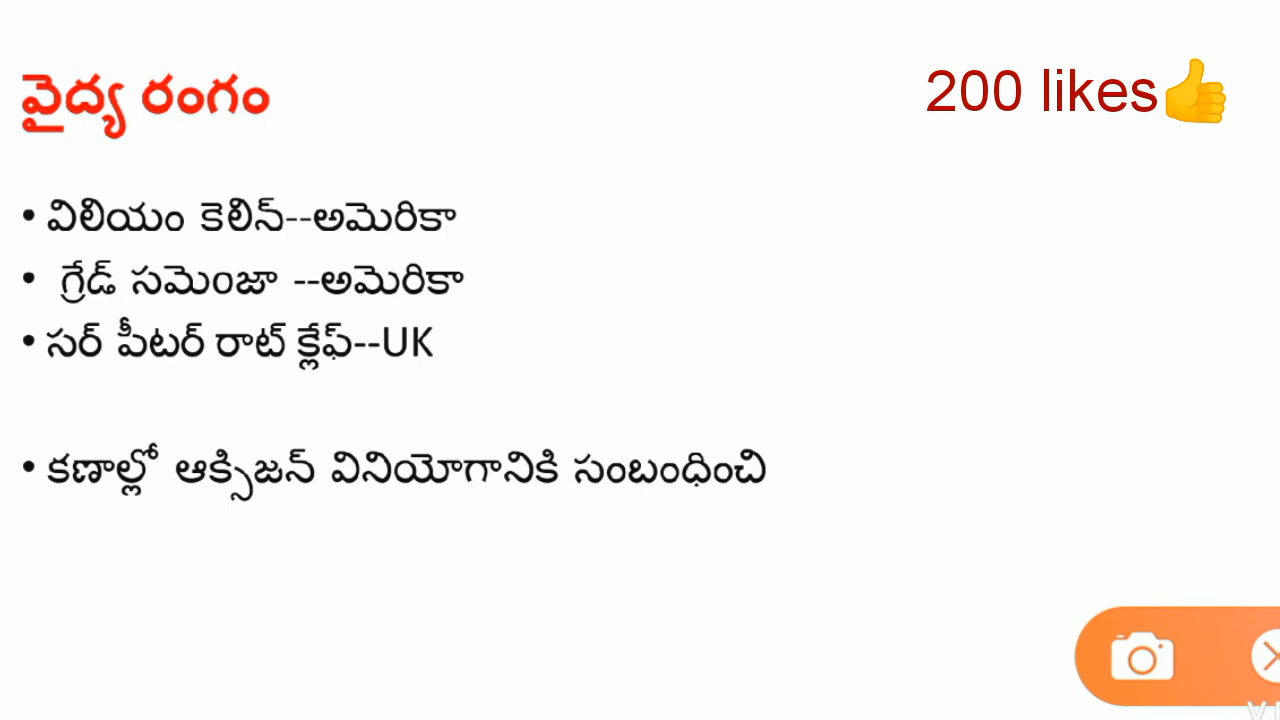 వైద్య రంగం
200 likes👍
• విలియం కెలిన్--అమెరికా
• గ్రేడ్ సమెంజా --అమెరికా
• సర్ పీటర్ రాట్ క్లేఫ్--UK
• కణాల్లో ఆక్సిజన్ వినియోగానికి సంబంధించి